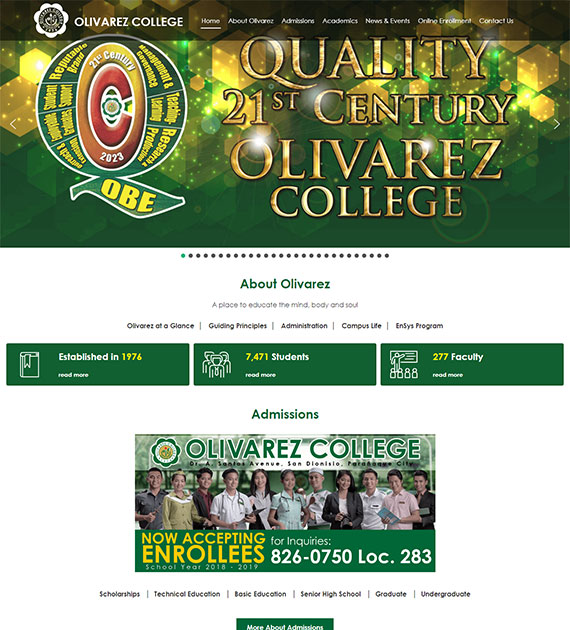 OLIVAREZ COLLEGE
Home About Olivarez Admissions Academics News & Events Online Enrollment Contact Us
21st Century
2023
OBE
QUALITY
21ST CENTURY
OLIVAREZ
COLLEGE
About Olivarez
A place to educate the mind, body and soul
Olivarez at a Glance | Guiding Principles | Administration | Campus Life | EnSys Program
Established in 1976
read more
7,471 Students
read more
277 Faculty
read more
Admissions
OLIVAREZ COLLEGE
Dr. A. Santos Avenue, San Dionisio, Parañaque City
NOW ACCEPTING
ENROLLEES
School Year 2018 - 2019
for Inquiries:
826-0750 Loc. 283
Scholarships | Technical Education | Basic Education | Senior High School | Graduate | Undergraduate
More About Admissions